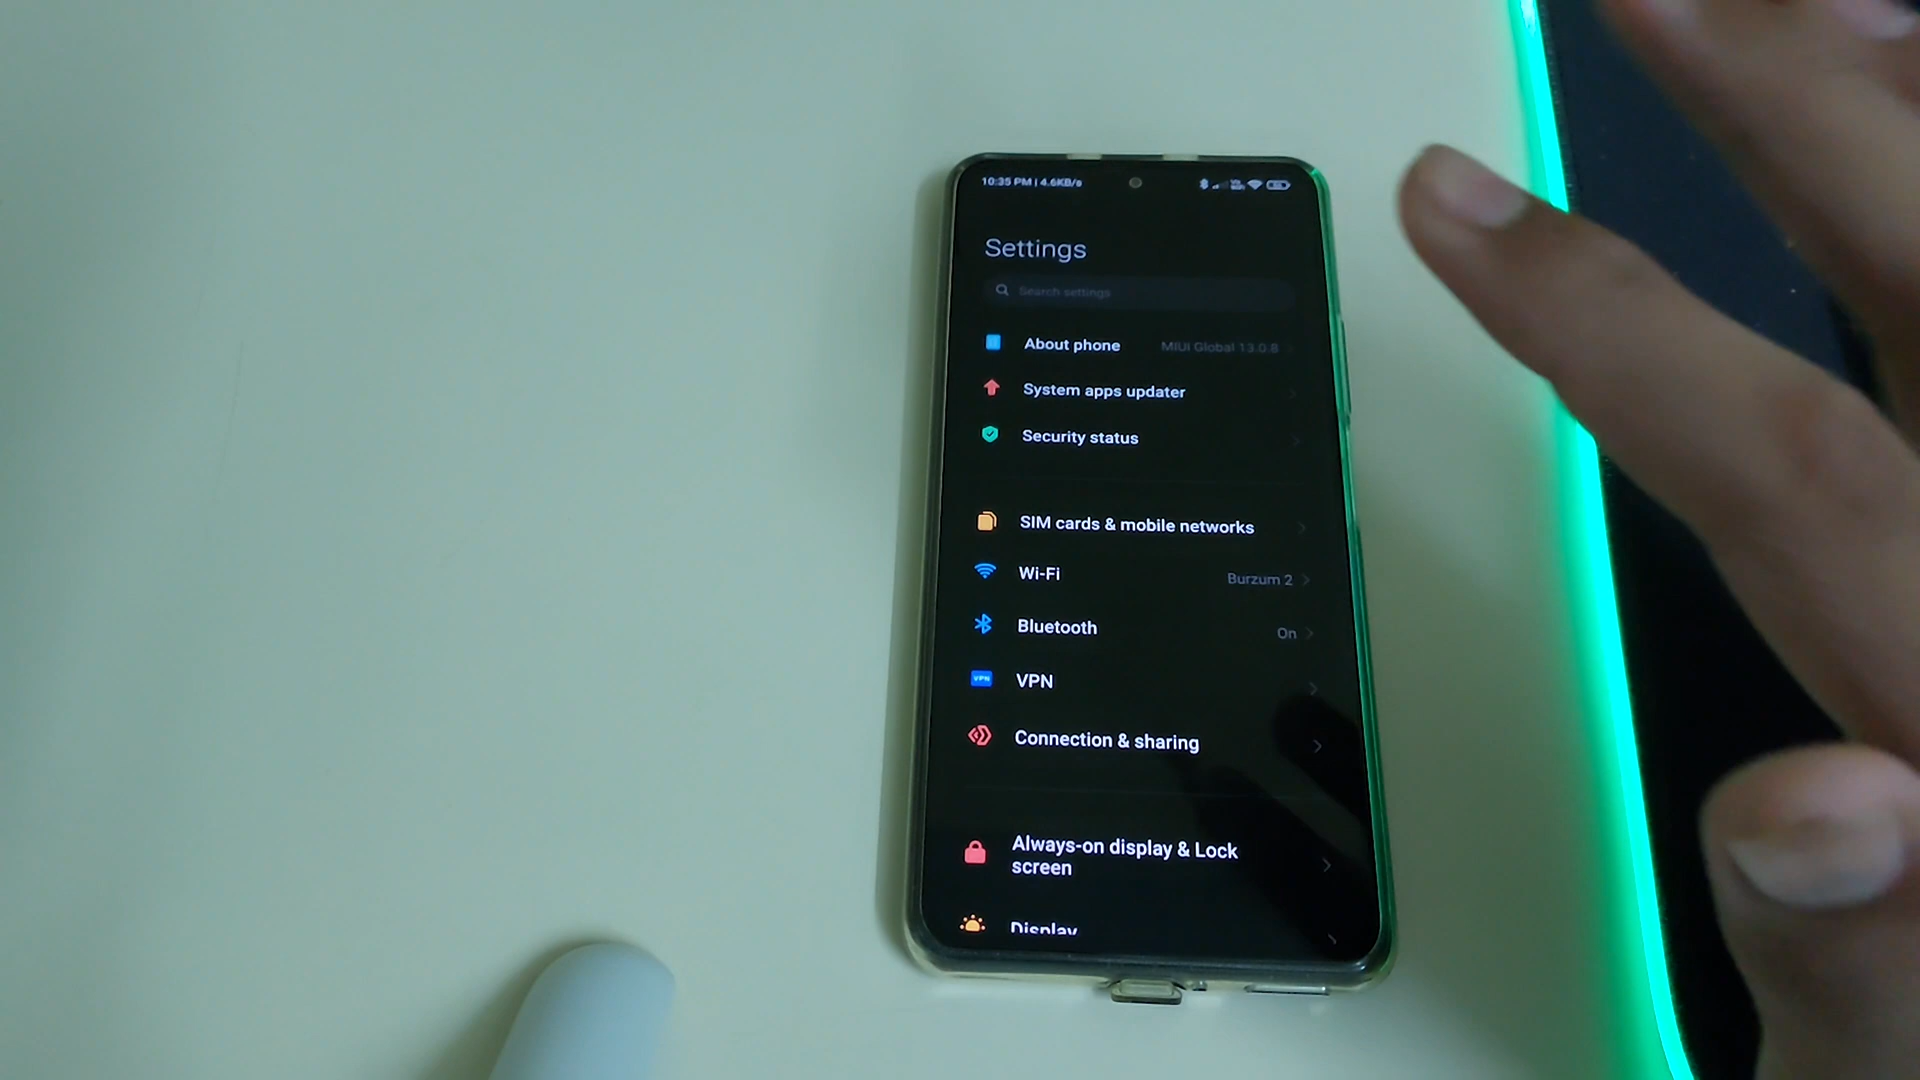 10:35 PM | 4.6KB/s
Settings
Search settings
About phone MIUI Global 13.0.8
System apps updater
Security status
SIM cards & mobile networks
Wi-Fi Burzum 2
Bluetooth On
VPN VPN
Connection & sharing
Always-on display & Lock
screen
Display